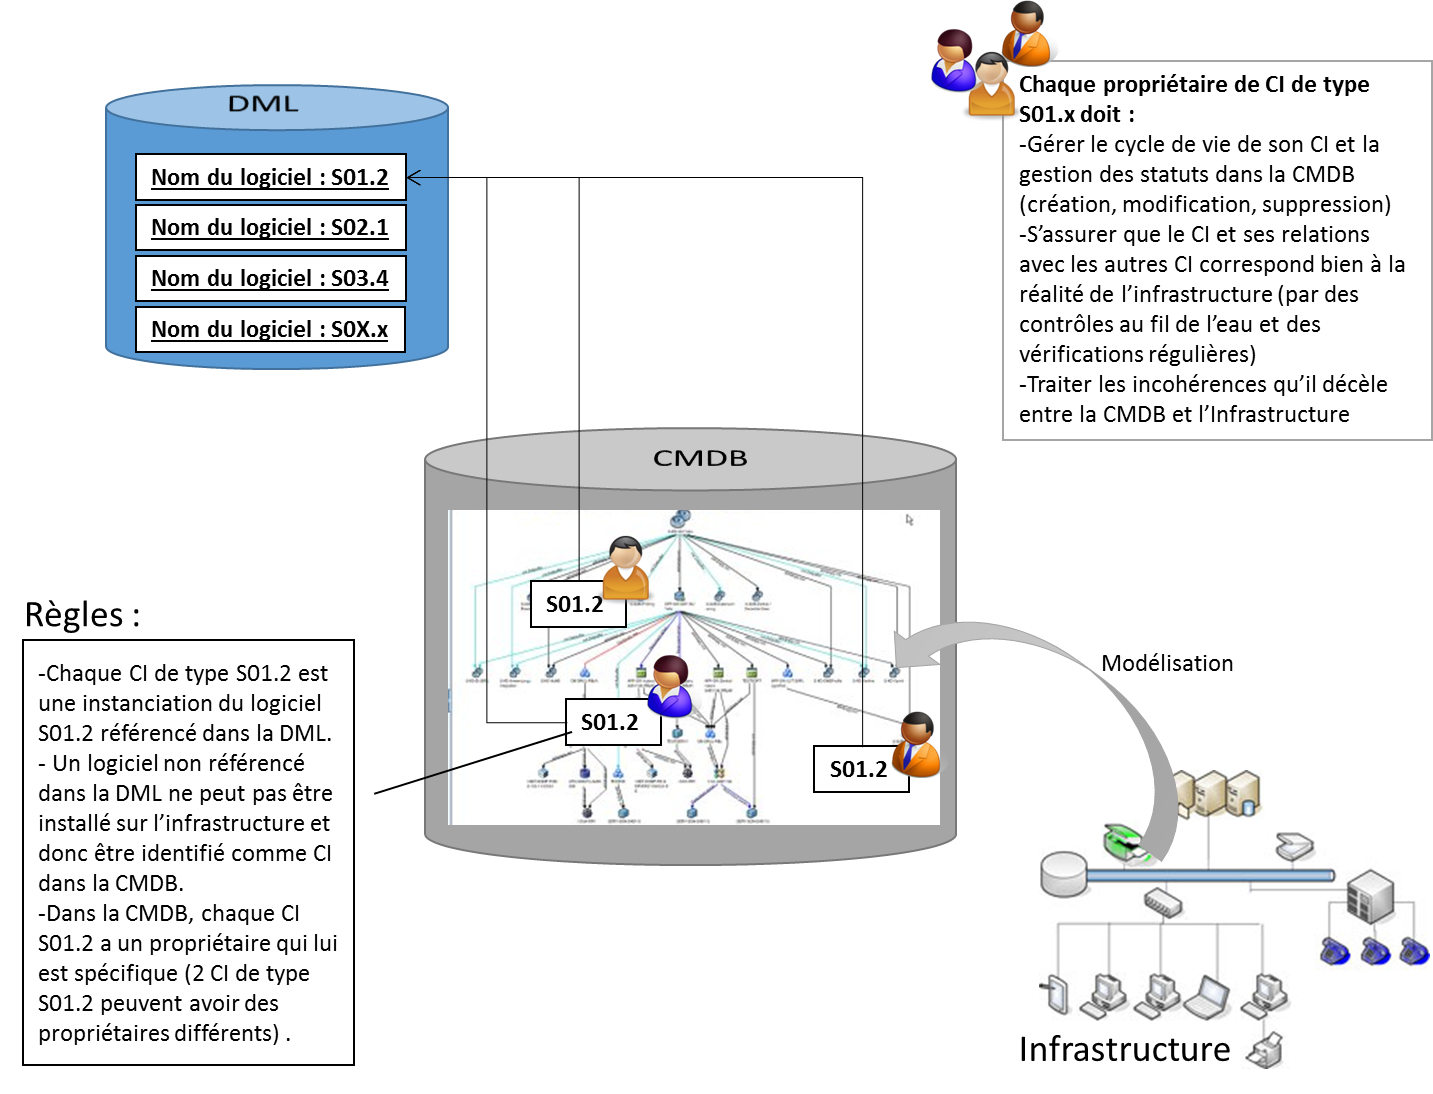 DML
Nom du logiciel : S01.2
Nom du logiciel : S02.1
Nom du logiciel : S03.4
Nom du logiciel : S0X.x
Chaque propriétaire de CI de type
S01.x doit :
-Gérer le cycle de vie de son CI et la
gestion des statuts dans la CMDB
(création, modification, suppression)
-S’assurer que le CI et ses relations
avec les autres CI correspond bien à la
réalité de l’infrastructure (par des
contrôles au fil de l’eau et des
vérifications régulières)
-Traiter les incohérences qu’il décèle
entre la CMDB et l’Infrastructure
CMDB
S01.2
S01.2
S01.2
Règles :
-Chaque CI de type S01.2 est
une instanciation du logiciel
S01.2 référencé dans la DML.
- Un logiciel non référencé
dans la DML ne peut pas être
installé sur l’infrastructure et
donc être identifié comme CI
dans la CMDB.
-Dans la CMDB, chaque CI
S01.2 a un propriétaire qui lui
est spécifique (2 CI de type
S01.2 peuvent avoir des
propriétaires différents) .
Modélisation
Infrastructure